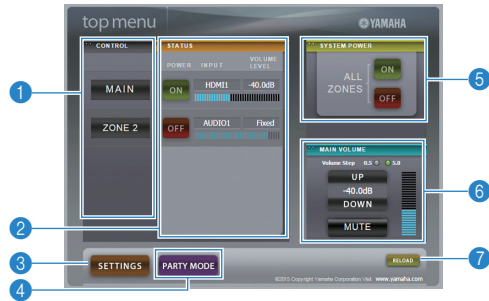 top menu
YAMAHA
CONTROL
MAIN
ZONE 2
STATUS
POWER INPUT VOLUME LEVEL
ON HDMI1 -40.0dB
OFF AUDIO1 Fixed
SYSTEM POWER
ALL ZONES
ON
OFF
MAIN VOLUME
Volume Step 0.5 5.0
UP
-40.0dB
DOWN
MUTE
SETTINGS
PARTY MODE
RELOAD
©2015 Copyright Yamaha Corporation Visit www.yamaha.com
1
2
3
4
5
6
7